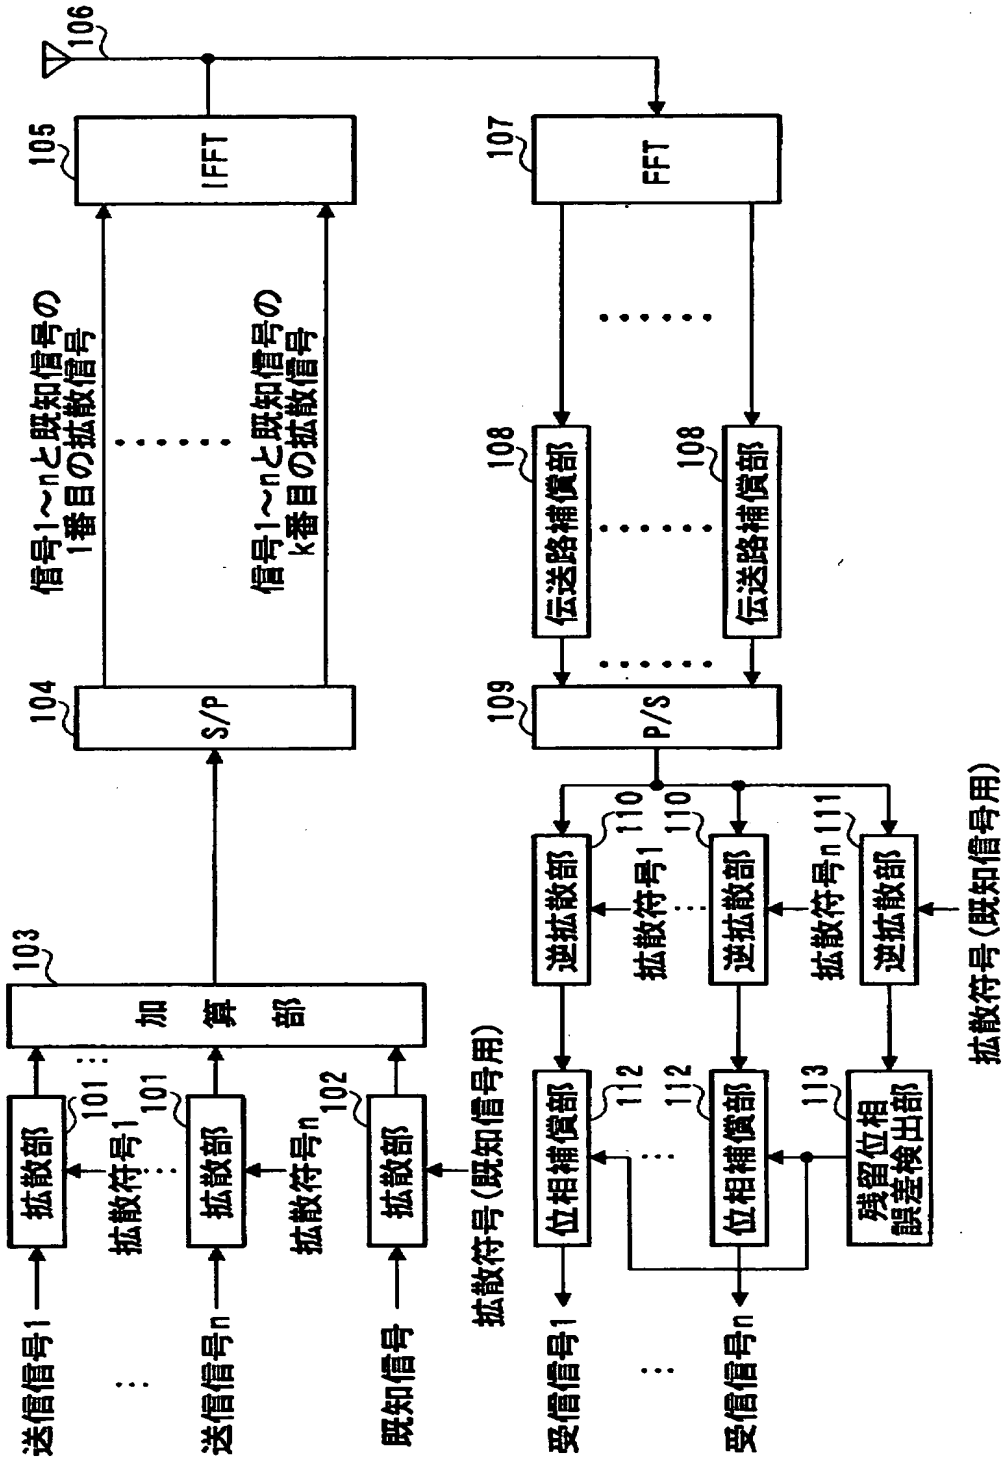 送信信号1
拡散部
101
拡散符号1
送信信号n
拡散部
101
拡散符号n
既知信号
拡散部
102
拡散符号(既知信号用)
加算部
103
S/P
104
信号1~nと既知信号の
1番目の拡散信号
信号1~nと既知信号の
k番目の拡散信号
IFFT
105
106
FFT
107
伝送路補償部
108
伝送路補償部
108
P/S
109
逆拡散部
110
拡散符号1
逆拡散部
110
拡散符号n
逆拡散部
111
拡散符号(既知信号用)
位相補償部
112
位相補償部
112
残留位相
誤差検出部
113
受信信号1
受信信号n